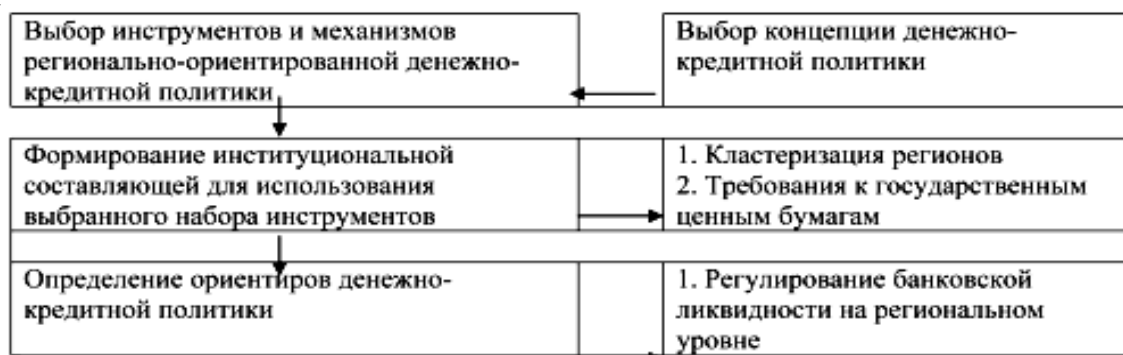 Выбор инструментов и механизмов
регионально-ориентированной денежно-
кредитной политики
Выбор концепции денежно-
кредитной политики
Формирование институциональной
составляющей для использования
выбранного набора инструментов
1. Кластеризация регионов
2. Требования к государственным
ценным бумагам
Определение ориентиров денежно-
кредитной политики
1. Регулирование банковской
ликвидности на региональном
уровне